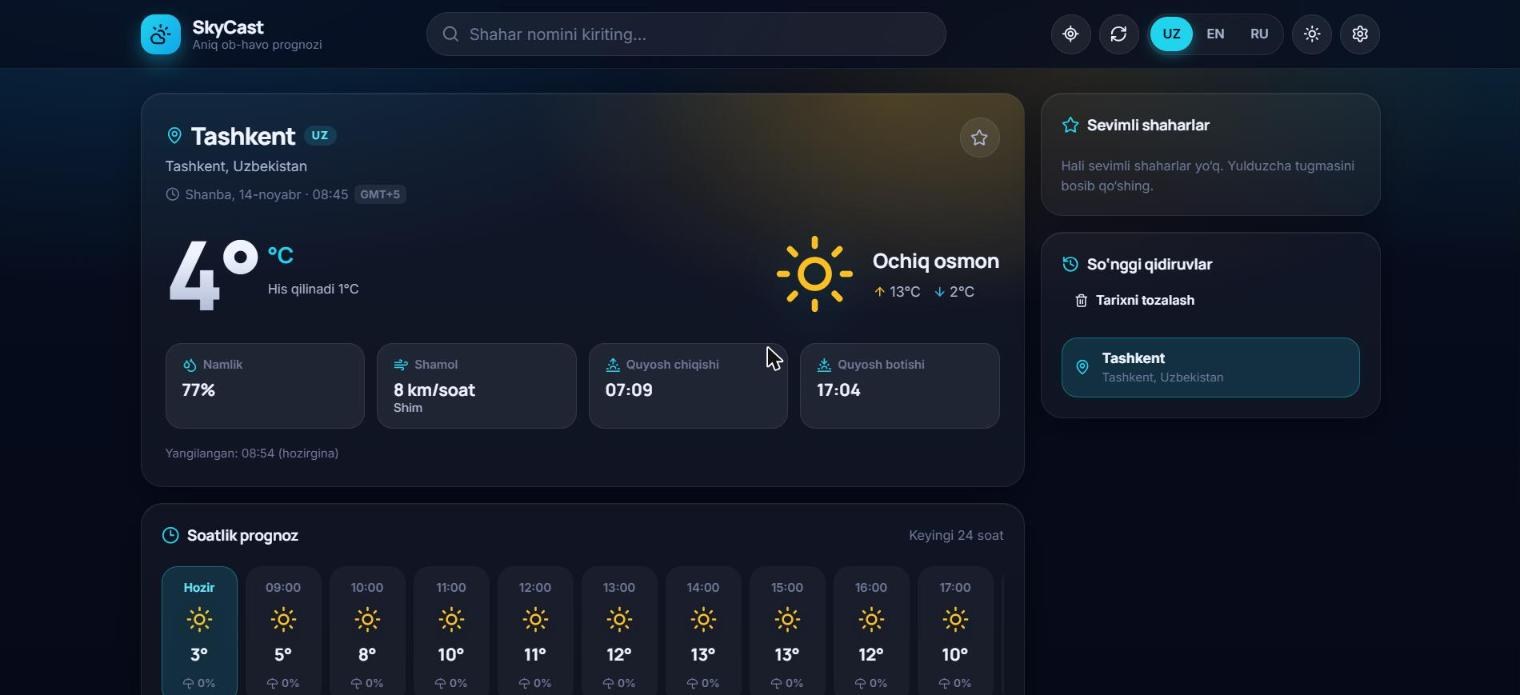 SkyCast
Aniq ob-havo prognozi
Shahar nomini kiriting...
UZ EN RU
Tashkent UZ
Tashkent, Uzbekistan
Shanba, 14-noyabr · 08:45 GMT+5
4° °C
His qilinadi 1°C
Ochiq osmon
13°C 2°C
Namlik
77%
Shamol
8 km/soat
Shim
Quyosh chiqishi
07:09
Quyosh botishi
17:04
Yangilangan: 08:54 (hozirgina)
Sevimli shaharlar
Hali sevimli shaharlar yo‘q. Yulduzcha tugmasini
bosib qo‘shing.
So‘nggi qidiruvlar
Tarixni tozalash
Tashkent
Tashkent, Uzbekistan
Soatlik prognoz
Keyingi 24 soat
Hozir 09:00 10:00 11:00 12:00 13:00 14:00 15:00 16:00 17:00
3° 5° 8° 10° 11° 12° 13° 13° 12° 10°
0% 0% 0% 0% 0% 0% 0% 0% 0% 0%